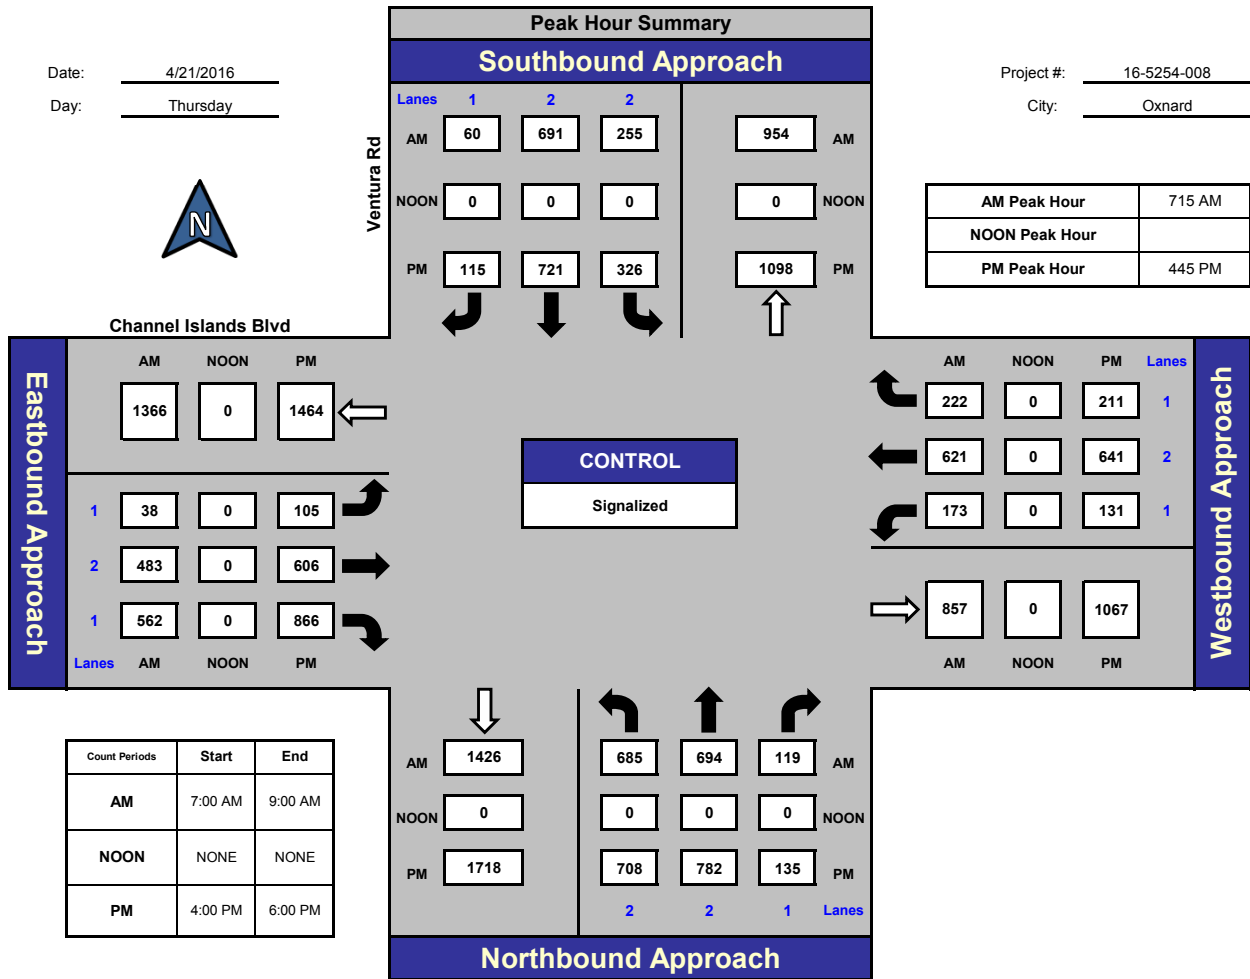 Peak Hour Summary
Southbound Approach
Date: 4/21/2016
Day: Thursday
Project #: 16-5254-008
City: Oxnard
Ventura Rd
Lanes 1 2 2
AM 60 691 255 954 AM
NOON 0 0 0 0 NOON
PM 115 721 326 1098 PM
N
AM Peak Hour 715 AM
NOON Peak Hour
PM Peak Hour 445 PM
Channel Islands Blvd
Eastbound Approach
AM NOON PM
1366 0 1464
1 38 0 105
2 483 0 606
1 562 0 866
Lanes AM NOON PM
CONTROL
Signalized
AM NOON PM Lanes
222 0 211 1
621 0 641 2
173 0 131 1
857 0 1067
AM NOON PM
Westbound Approach
Count Periods Start End
AM 7:00 AM 9:00 AM
NOON NONE NONE
PM 4:00 PM 6:00 PM
AM 1426 685 694 119 AM
NOON 0 0 0 0 NOON
PM 1718 708 782 135 PM
2 2 1 Lanes
Northbound Approach